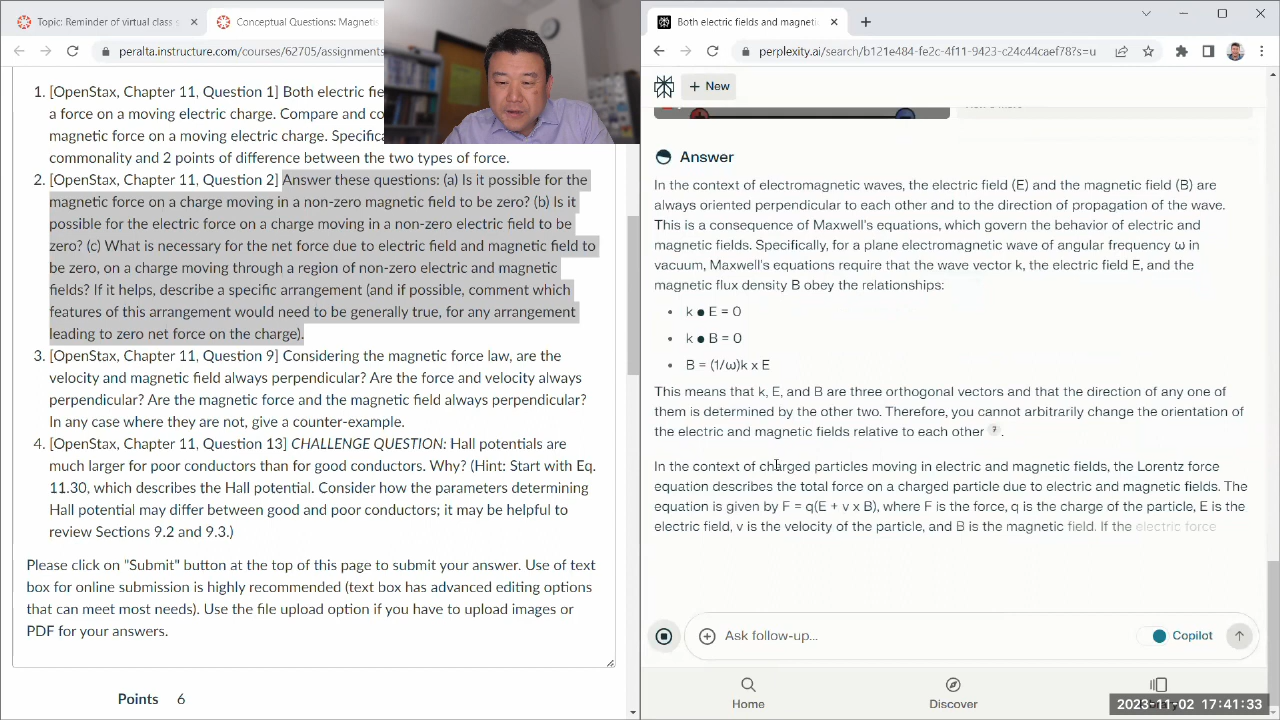 Topic: Reminder of virtual class s
Conceptual Questions: Magneti
peralta.instructure.com/courses/62705/assignments
1. [OpenStax, Chapter 11, Question 1] Both electric fie
a force on a moving electric charge. Compare and co
magnetic force on a moving electric charge. Specifica
commonality and 2 points of difference between the two types of force.
2. [OpenStax, Chapter 11, Question 2] Answer these questions: (a) Is it possible for the
magnetic force on a charge moving in a non-zero magnetic field to be zero? (b) Is it
possible for the electric force on a charge moving in a non-zero electric field to be
zero? (c) What is necessary for the net force due to electric field and magnetic field to
be zero, on a charge moving through a region of non-zero electric and magnetic
fields? If it helps, describe a specific arrangement (and if possible, comment which
features of this arrangement would need to be generally true, for any arrangement
leading to zero net force on the charge).
3. [OpenStax, Chapter 11, Question 9] Considering the magnetic force law, are the
velocity and magnetic field always perpendicular? Are the force and velocity always
perpendicular? Are the magnetic force and the magnetic field always perpendicular?
In any case where they are not, give a counter-example.
4. [OpenStax, Chapter 11, Question 13] CHALLENGE QUESTION: Hall potentials are
much larger for poor conductors than for good conductors. Why? (Hint: Start with Eq.
11.30, which describes the Hall potential. Consider how the parameters determining
Hall potential may differ between good and poor conductors; it may be helpful to
review Sections 9.2 and 9.3.)
Please click on "Submit" button at the top of this page to submit your answer. Use of text
box for online submission is highly recommended (text box has advanced editing options
that can meet most needs). Use the file upload option if you have to upload images or
PDF for your answers.
Points 6
Both electric fields and magneti
perplexity.ai/search/b121e484-fe2c-4f11-9423-c24c44caef78?s=u
+ New
Answer
In the context of electromagnetic waves, the electric field (E) and the magnetic field (B) are
always oriented perpendicular to each other and to the direction of propagation of the wave.
This is a consequence of Maxwell's equations, which govern the behavior of electric and
magnetic fields. Specifically, for a plane electromagnetic wave of angular frequency ω in
vacuum, Maxwell's equations require that the wave vector k, the electric field E, and the
magnetic flux density B obey the relationships:
• k ● E = 0
• k ● B = 0
• B = (1/ω)k x E
This means that k, E, and B are three orthogonal vectors and that the direction of any one of
them is determined by the other two. Therefore, you cannot arbitrarily change the orientation of
the electric and magnetic fields relative to each other ?.
In the context of charged particles moving in electric and magnetic fields, the Lorentz force
equation describes the total force on a charged particle due to electric and magnetic fields. The
equation is given by F = q(E + v x B), where F is the force, q is the charge of the particle, E is the
electric field, v is the velocity of the particle, and B is the magnetic field. If the electric force
Ask follow-up...
Copilot
Home
Discover
2023-11-02 17:41:33